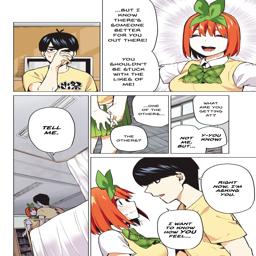 ...BUT I
KNOW
THERE'S
SOMEONE
BETTER
FOR YOU
OUT THERE!
YOU
SHOULDN'T
BE STUCK
WITH THE
LIKES OF
ME!
WHAT ARE
YOU
GETTING
AT?
Y-YOU
KNOW!
NOT
ME,
BUT...
...ONE
OF THE
OTHERS...
THE
OTHERS?
TELL
ME.
RIGHT
NOW, I'M
ASKING
YOU.
I WANT
TO KNOW
HOW YOU
FEEL...